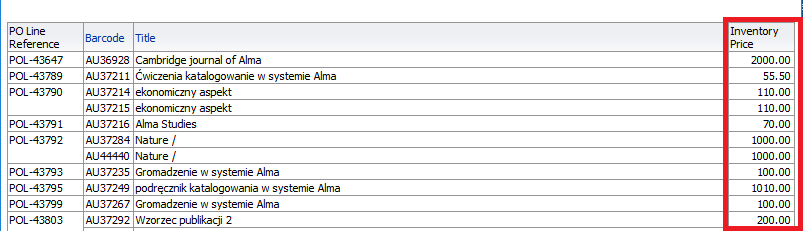 PO Line Reference Barcode Title Inventory Price
POL-43647 AU36928 Cambridge journal of Alma 2000.00
POL-43789 AU37211 Ćwiczenia katalogowanie w systemie Alma 55.50
POL-43790 AU37214 ekonomiczny aspekt 110.00
AU37215 ekonomiczny aspekt 110.00
POL-43791 AU37216 Alma Studies 70.00
POL-43792 AU37284 Nature / 1000.00
AU44440 Nature / 1000.00
POL-43793 AU37235 Gromadzenie w systemie Alma 100.00
POL-43795 AU37249 podręcznik katalogowania w systemie Alma 1010.00
POL-43799 AU37267 Gromadzenie w systemie Alma 100.00
POL-43803 AU37292 Wzorzec publikacji 2 200.00